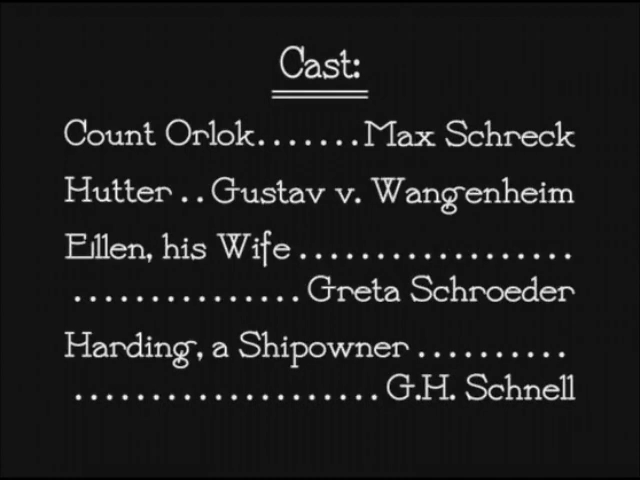 Cast:
Count Orlok.......Max Schreck
Hutter ..Gustav v. Wangenheim
Ellen, his Wife ...................
................Greta Schroeder
Harding, a Shipowner ..........
.....................G.H. Schnell